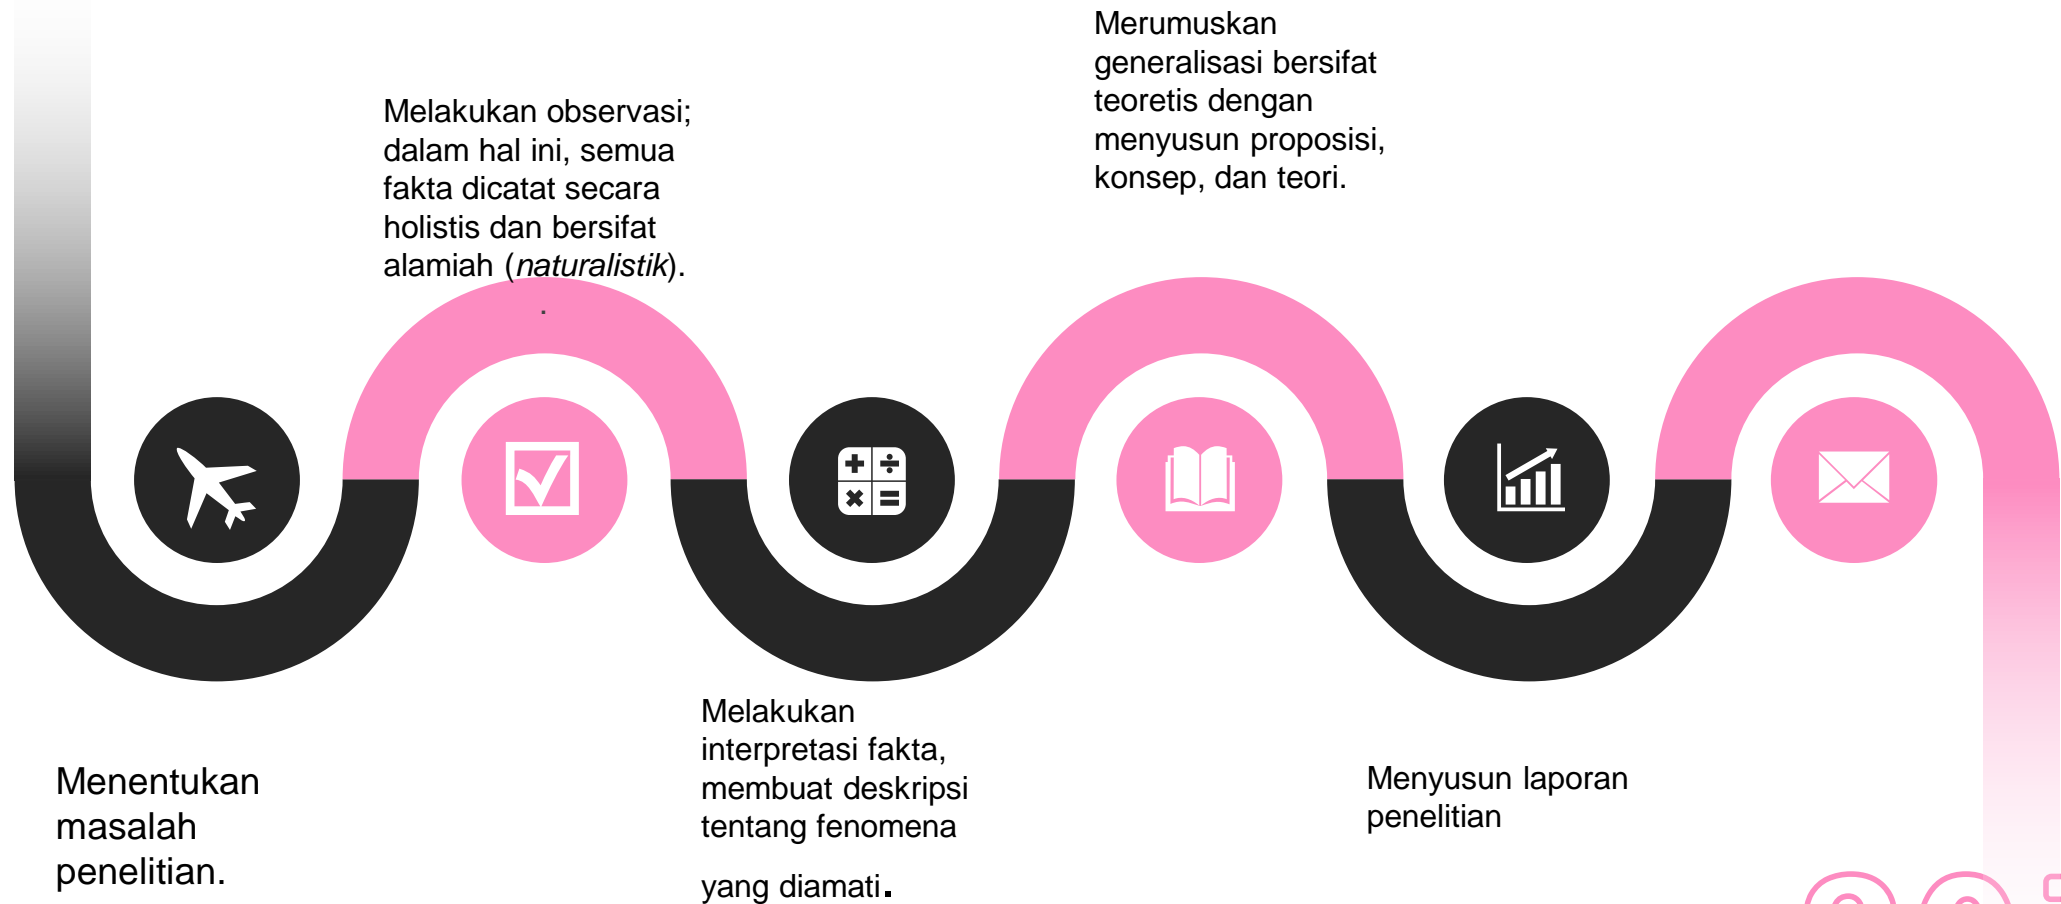 Menentukan
masalah
penelitian.
Melakukan observasi;
dalam hal ini, semua
fakta dicatat secara
holistis dan bersifat
alamiah (naturalistik).
.
Melakukan
interpretasi fakta,
membuat deskripsi
tentang fenomena
yang diamati.
Merumuskan
generalisasi bersifat
teoretis dengan
menyusun proposisi,
konsep, dan teori.
Menyusun laporan
penelitian